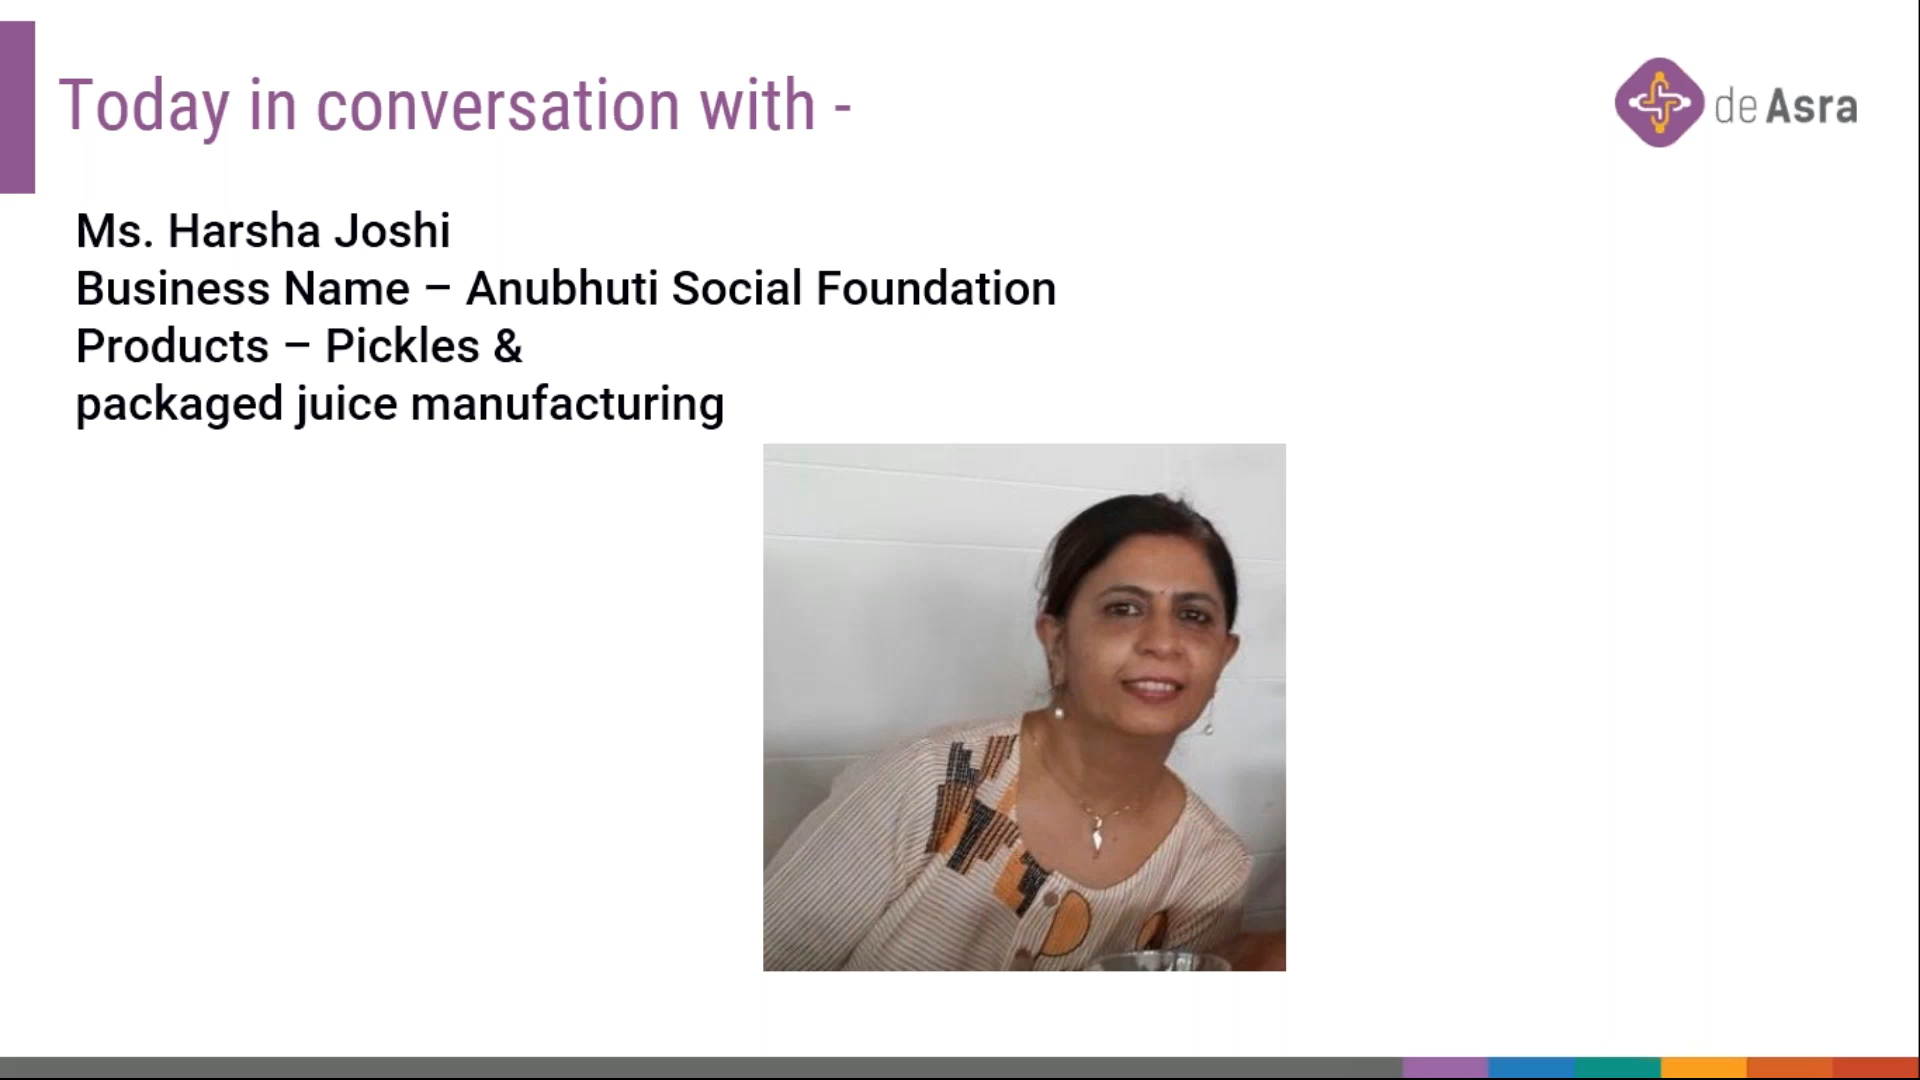 Today in conversation with -
de Asra
Ms. Harsha Joshi
Business Name – Anubhuti Social Foundation
Products – Pickles &
packaged juice manufacturing